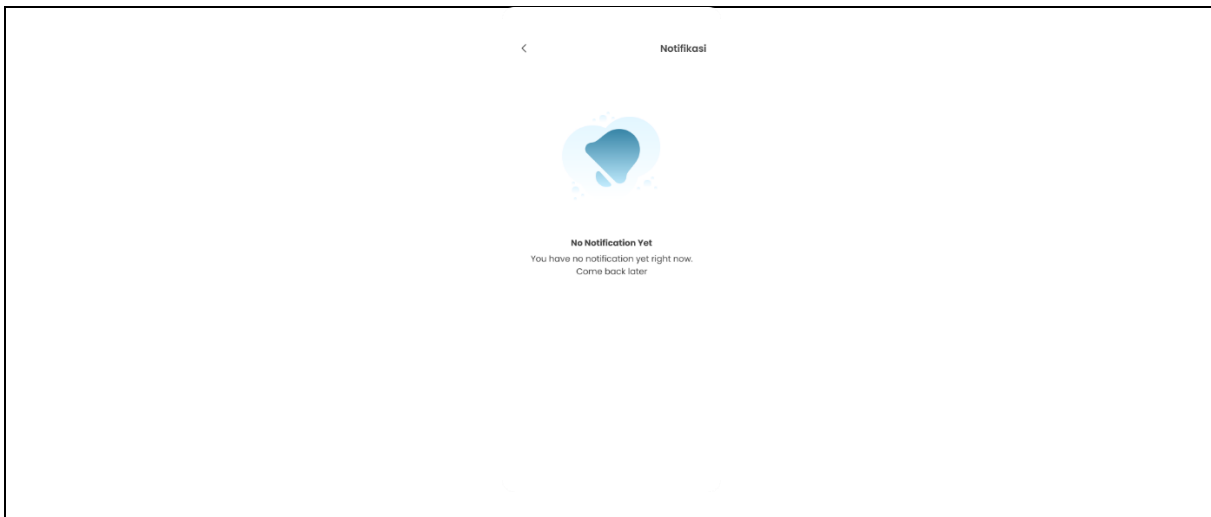 Notifikasi
No Notification Yet
You have no notification yet right now.
Come back later